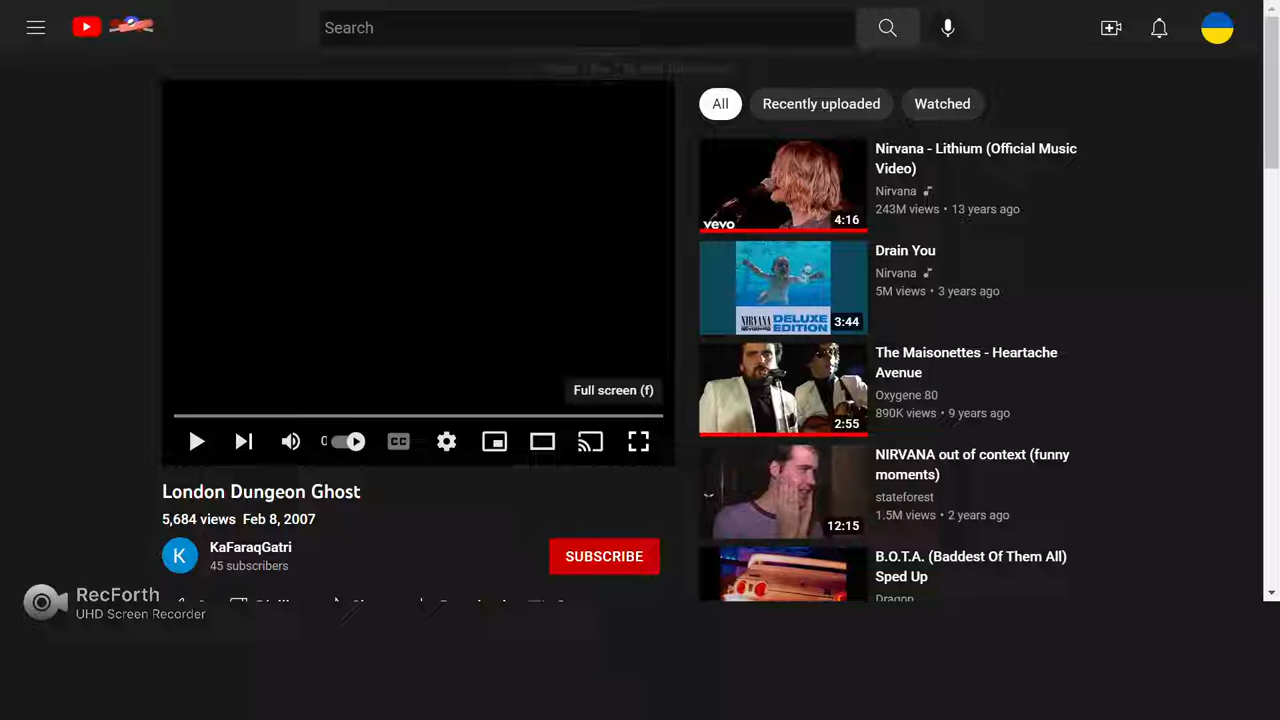 Search
All
Recently uploaded
Watched
Full screen (f)
0
CC
London Dungeon Ghost
5,684 views Feb 8, 2007
K
KaFaraqGatri
45 subscribers
SUBSCRIBE
vevo
4:16
Nirvana - Lithium (Official Music
Video)
Nirvana
243M views • 13 years ago
NIRVANA
DELUXE
EDITION
3:44
Drain You
Nirvana
5M views • 3 years ago
2:55
The Maisonettes - Heartache
Avenue
Oxygene 80
890K views • 9 years ago
12:15
NIRVANA out of context (funny
moments)
stateforest
1.5M views • 2 years ago
B.O.T.A. (Baddest Of Them All)
Sped Up
Dragon
RecForth
UHD Screen Recorder